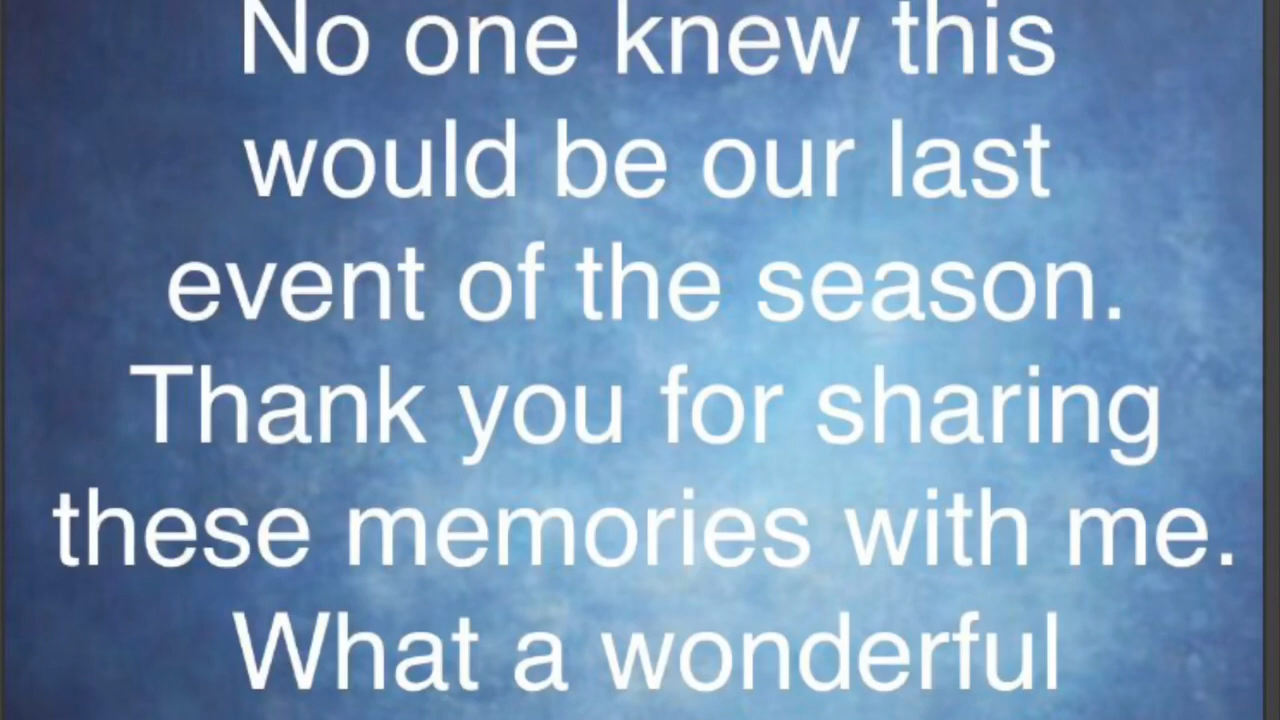 No one knew this
would be our last
event of the season.
Thank you for sharing
these memories with me.
What a wonderful